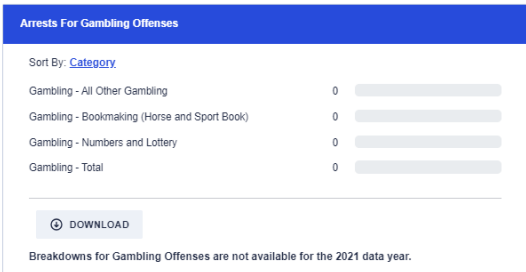 Arrests For Gambling Offenses
Sort By: Category
Gambling - All Other Gambling 0
Gambling - Bookmaking (Horse and Sport Book) 0
Gambling - Numbers and Lottery 0
Gambling - Total 0
DOWNLOAD
Breakdowns for Gambling Offenses are not available for the 2021 data year.